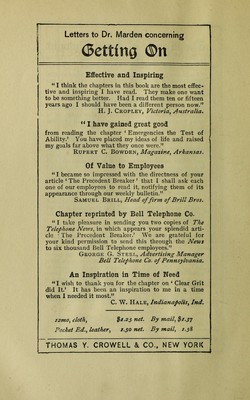 Letters to Dr. Marden concerning
Getting On
Effective and Inspiring
"I think the chapters in this book are the most effec-
tive and inspiring I have read. They make one want
to be something better. Had I read them ten or fifteen
years ago I should have been a different person now."
H. J. CROPLEY, Victoria, Australia.
"I have gained great good
from reading the chapter 'Emergencies the Test of
Ability.' You have placed my ideas of life and raised
my goals far above what they once were."
RUPERT C. BOWDEN, Magazine, Arkansas.
Of Value to Employees
"I became so impressed with the directness of your
article 'The Precedent Breaker' that I shall ask each
one of our employees to read it, notifying them of its
appearance through our weekly bulletin."
SAMUEL BRILL, Head of firm of Brill Bros.
Chapter reprinted by Bell Telephone Co.
"I take pleasure in sending you two copies of The
Telephone News, in which appears your splendid arti-
cle 'The Precedent Breaker.' We are grateful for
your kind permission to send this through the News
to six thousand Bell Telephone employees."
GEORGE G. STEEL, Advertising Manager
Bell Telephone Co. of Pennsylvania.
An Inspiration in Time of Need
"I wish to thank you for the chapter on 'Clear Grit
did It.' It has been an inspiration to me in a time
when I needed it most."
C. W. HALE, Indianapolis, Ind.
12mo, cloth, $1.25 net. By mail, $1.37
Pocket Ed., leather, 1.50 net. By mail, 1.58
THOMAS Y. CROWELL & CO., NEW YORK